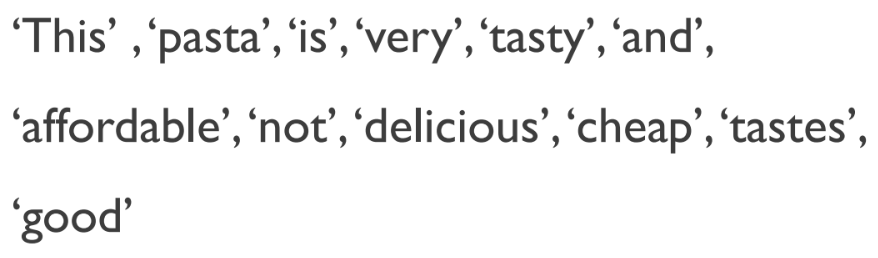 ‘This’ ,‘pasta’,‘is’,‘very’,‘tasty’,‘and’,
‘affordable’,‘not’,‘delicious’,‘cheap’,‘tastes’,
‘good’